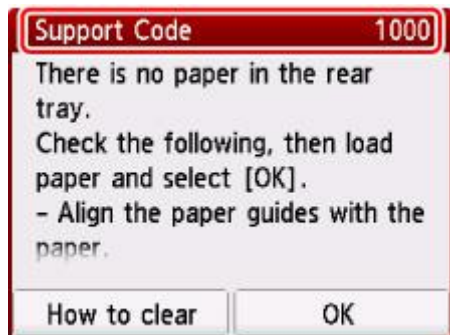 Support Code 1000
There is no paper in the rear
tray.
Check the following, then load
paper and select [OK].
- Align the paper guides with the
paper.
How to clear OK